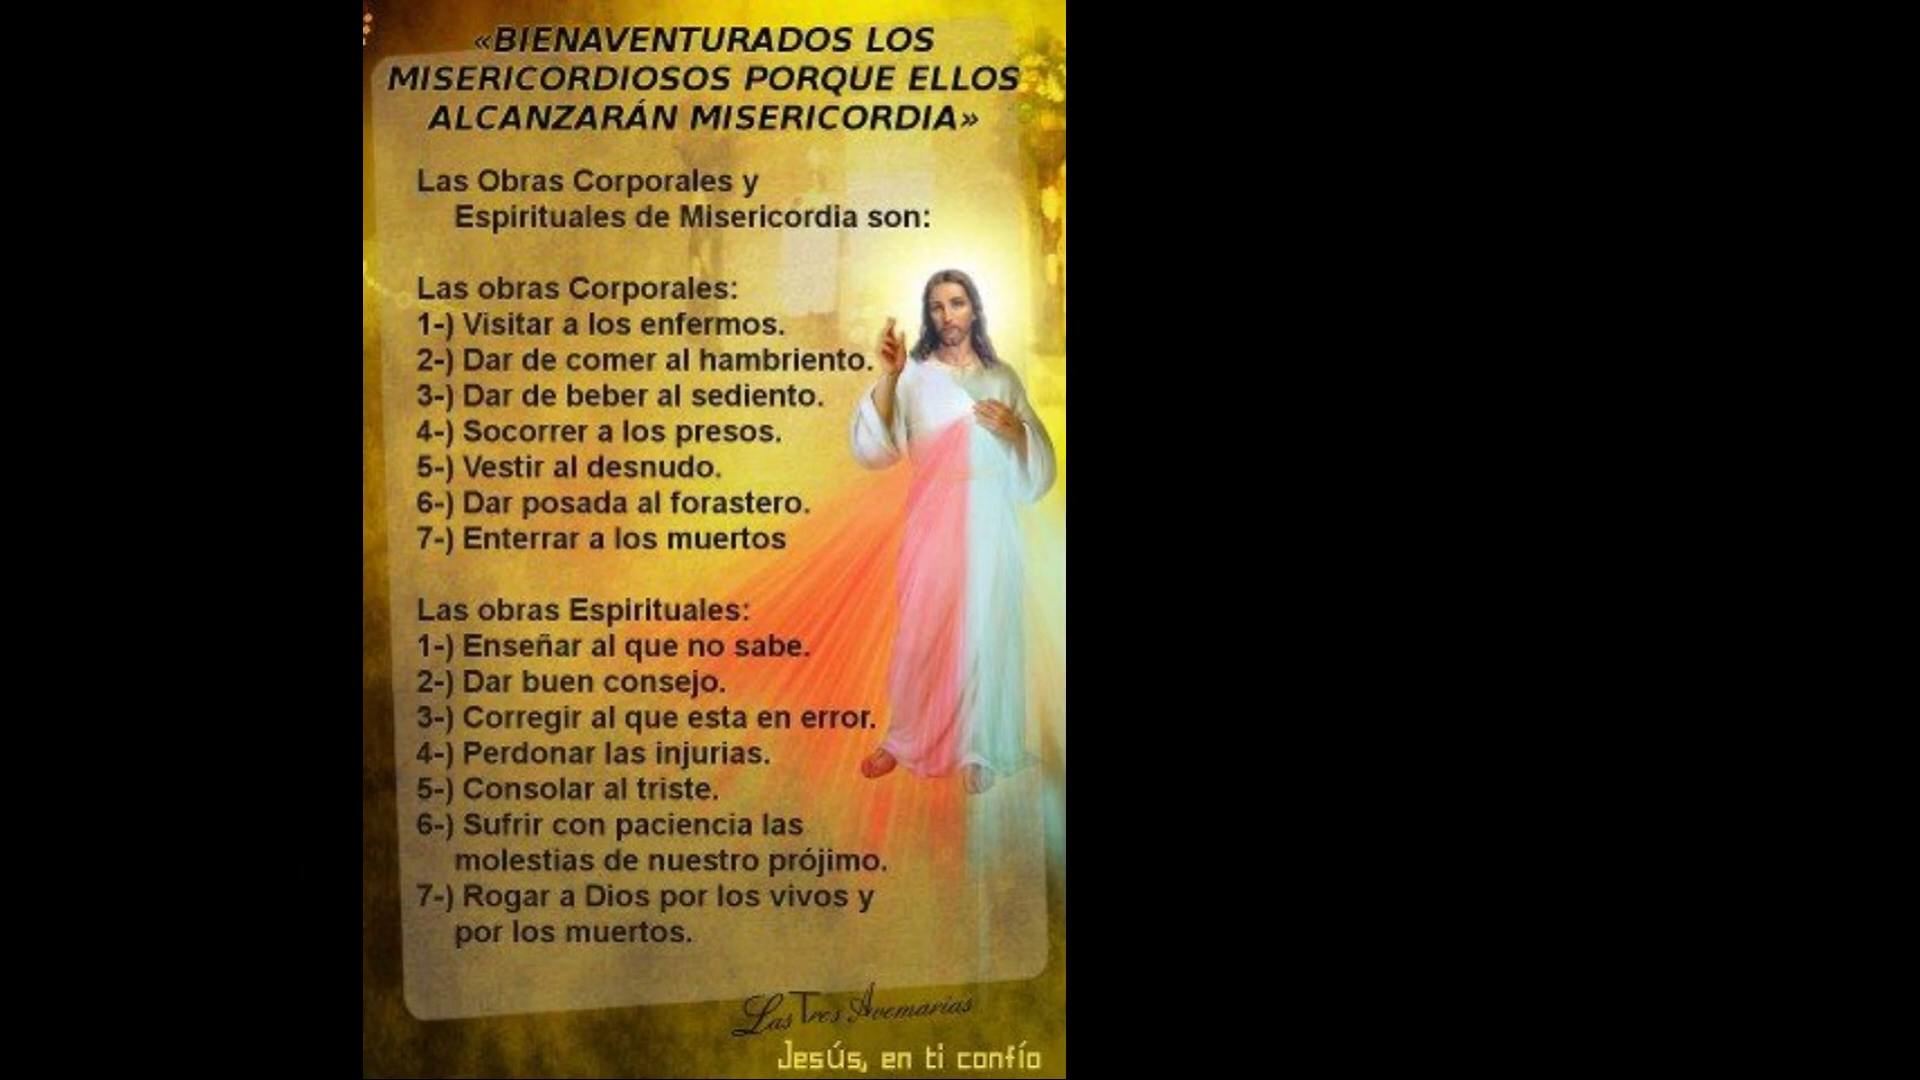 «BIENAVENTURADOS LOS
MISERICORDIOSOS PORQUE ELLOS
ALCANZARÁN MISERICORDIA»
Las Obras Corporales y
Espirituales de Misericordia son:
Las obras Corporales:
1-) Visitar a los enfermos.
2-) Dar de comer al hambriento.
3-) Dar de beber al sediento.
4-) Socorrer a los presos.
5-) Vestir al desnudo.
6-) Dar posada al forastero.
7-) Enterrar a los muertos
Las obras Espirituales:
1-) Enseñar al que no sabe.
2-) Dar buen consejo.
3-) Corregir al que esta en error.
4-) Perdonar las injurias.
5-) Consolar al triste.
6-) Sufrir con paciencia las
molestias de nuestro prójimo.
7-) Rogar a Dios por los vivos y
por los muertos.
Las Tres Avemarías
Jesús, en ti confío